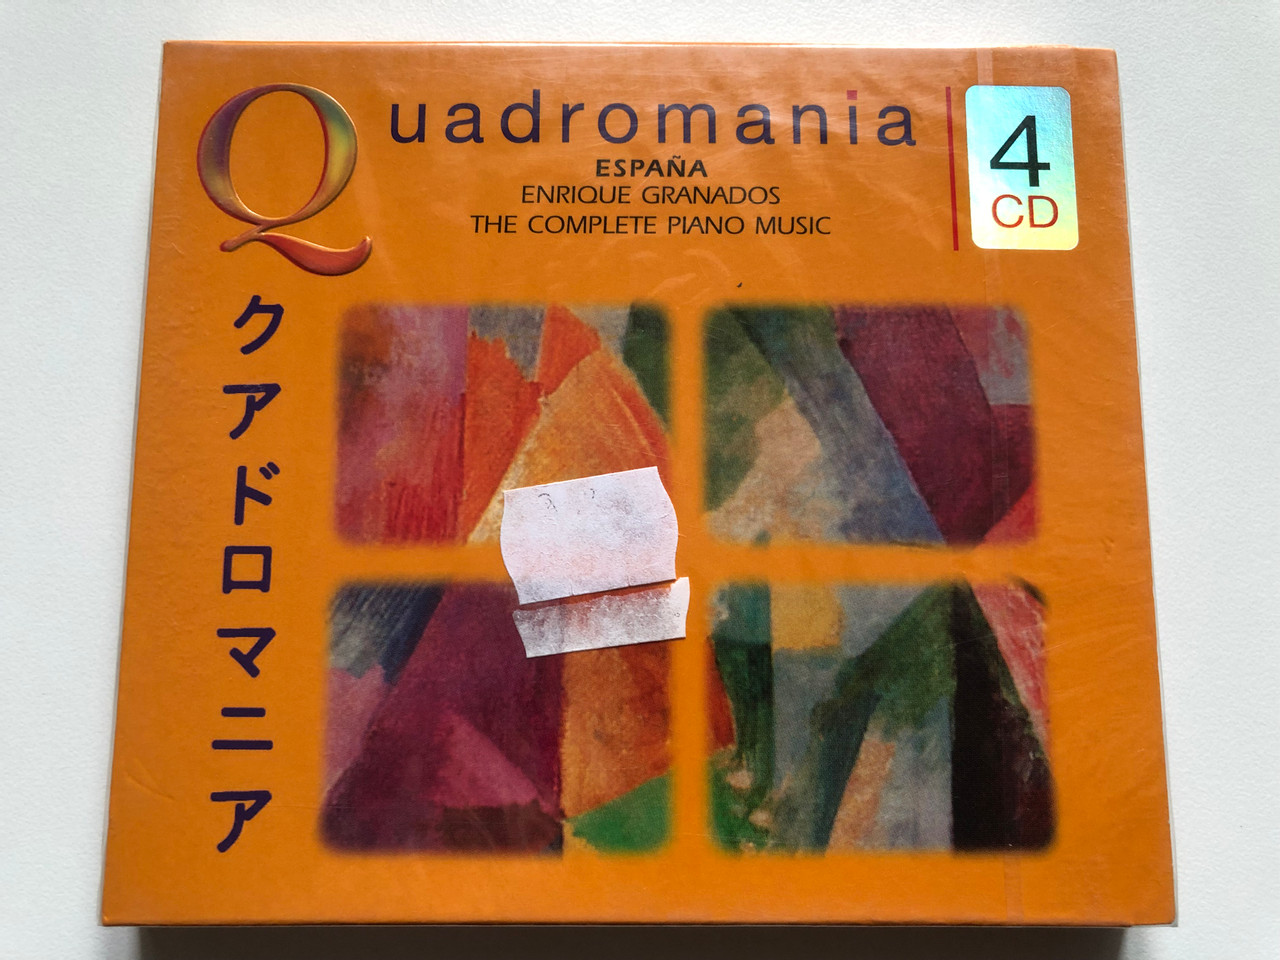 Quadromania
ESPAÑA
ENRIQUE GRANADOS
THE COMPLETE PIANO MUSIC
4
CD
クアドロマニア